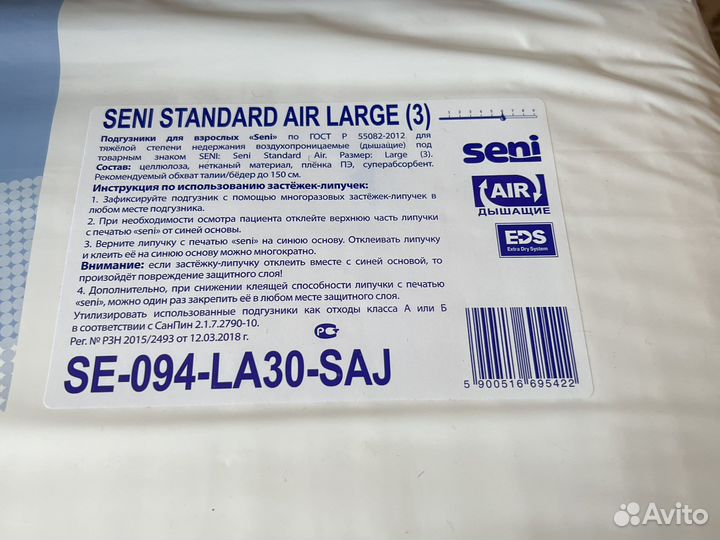 SENI STANDARD AIR LARGE (3)
Подгузники для взрослых «Seni» по ГОСТ Р 55082-2012 для
тяжёлой степени недержания воздухопроницаемые (дышащие) под
товарным знаком SENI: Seni Standard Air. Размер: Large (3).
Состав: целлюлоза, нетканый материал, плёнка ПЭ, суперабсорбент.
Рекомендуемый обхват талии/бёдер до 150 см.
Инструкция по использованию застёжек-липучек:
1. Зафиксируйте подгузник с помощью многоразовых застёжек-липучек в
любом месте подгузника.
2. При необходимости осмотра пациента отклейте верхнюю часть липучки
с печатью «seni» от синей основы.
3. Верните липучку с печатью «seni» на синюю основу. Отклеивать липучку
и клеить её на синюю основу можно многократно.
Внимание: если застёжку-липучку отклеить вместе с синей основой, то
произойдёт повреждение защитного слоя!
4. Дополнительно, при снижении клеящей способности липучки с печатью
«seni», можно один раз закрепить её в любом месте защитного слоя.
Утилизировать использованные подгузники как отходы класса А или Б
в соответствии с СанПин 2.1.7.2790-10.
Рег. № РЗН 2015/2493 от 12.03.2018 г.
SE-094-LA30-SAJ
seni
AIR
ДЫШАЩИЕ
EDS
Extra Dry System
5 900516 695422
Avito